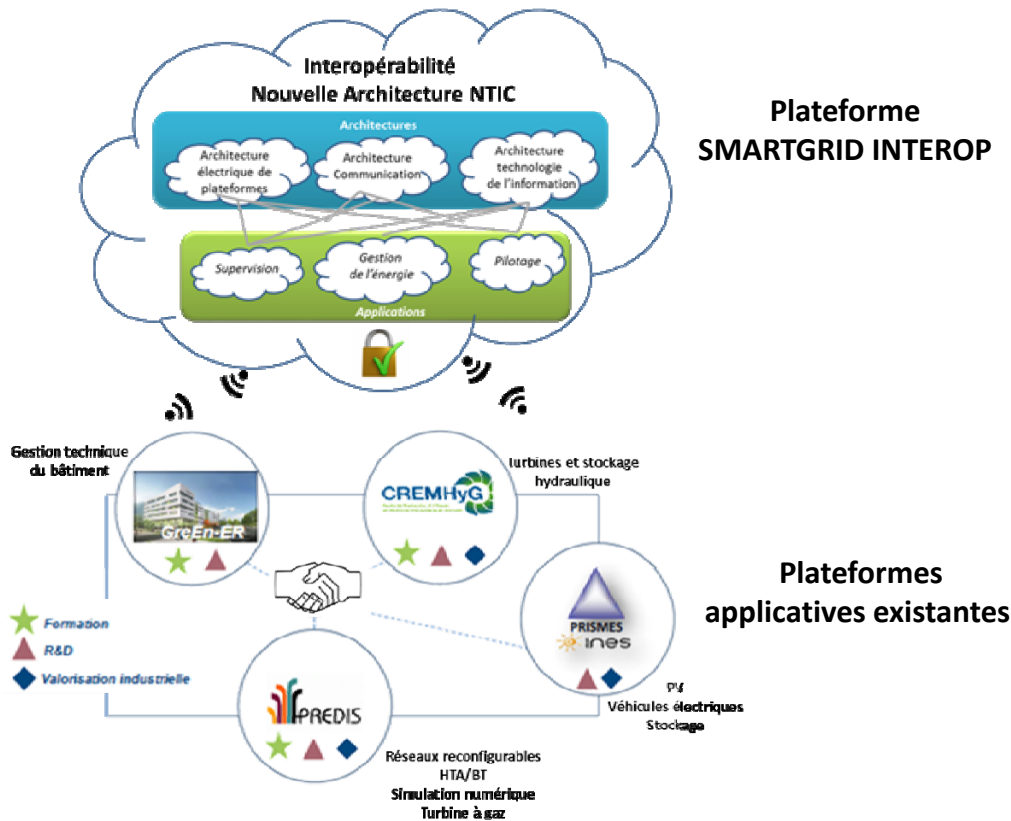 Interopérabilité
Nouvelle Architecture NTIC
Plateforme
SMARTGRID INTEROP
Architectures
Architecture
électrique de
plateformes
Architecture
Communication
Architecture
technologie
de l'information
Supervision
Gestion
de l'énergie
Pilotage
Applications
Gestion technique
du bâtiment
GreEn-ER
CREMHyG
Turbines et stockage
hydraulique
Plateformes
applicatives existantes
PRISMES
ines
Formation
R&D
Valorisation industrielle
PREDIS
PV
Véhicules électriques
Stockage
Réseaux reconfigurables
HTA/BT
Simulation numérique
Turbine à gaz